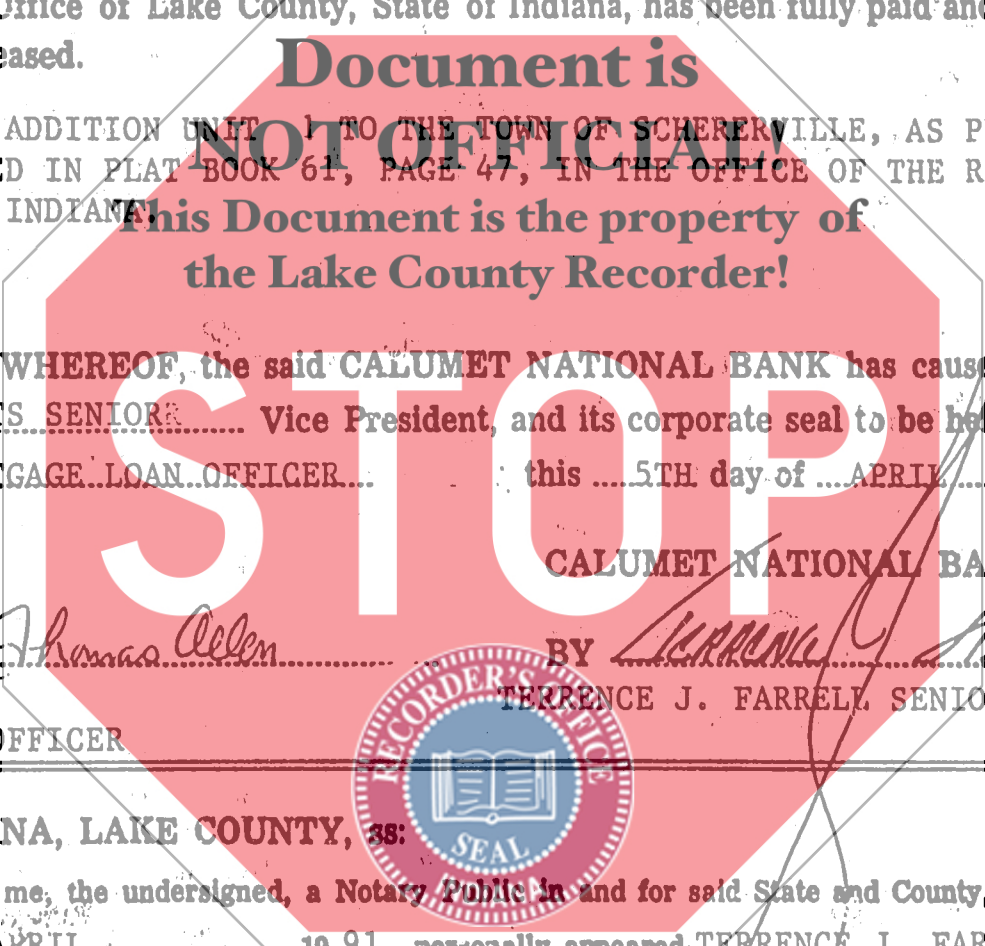 Office of Lake County, State of Indiana, has been fully paid and
eased.
Document is
NOT OFFICIAL!
This Document is the property of
the Lake County Recorder!
ADDITION UNIT 1 TO THE TOWN OF SCHERERVILLE, AS P
D IN PLAT BOOK 61, PAGE 47, IN THE OFFICE OF THE R
INDIANA.
STOP
WHEREOF, the said CALUMET NATIONAL BANK has cause
S SENIOR Vice President, and its corporate seal to be
GAGE LOAN OFFICER this 5TH day of APRIL
CALUMET NATIONAL BA
Thomas Allen BY
TERRENCE J. FARRELL SENIO
OFFICER
RECORDER'S OFFICE
SEAL
INDIANA
NA, LAKE COUNTY, ss:
me, the undersigned, a Notary Public in and for said State and County,
APRIL 19 91 personally appeared TERRENCE J. FAR